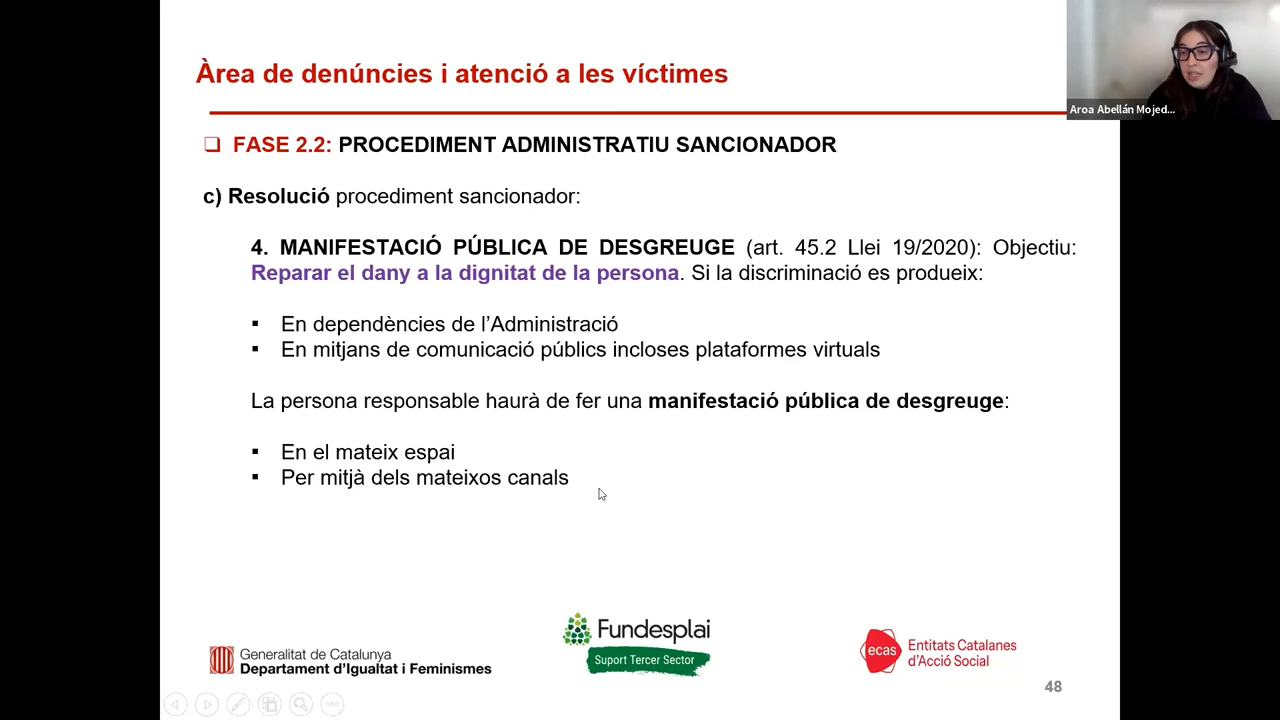 Àrea de denúncies i atenció a les víctimes
Aroa Abellán Mojed...
❏ FASE 2.2: PROCEDIMENT ADMINISTRATIU SANCIONADOR
c) Resolució procediment sancionador:
4. MANIFESTACIÓ PÚBLICA DE DESGREUGE (art. 45.2 Llei 19/2020): Objectiu:
Reparar el dany a la dignitat de la persona. Si la discriminació es produeix:
▪ En dependències de l’Administració
▪ En mitjans de comunicació públics incloses plataformes virtuals
La persona responsable haurà de fer una manifestació pública de desgreuge:
▪ En el mateix espai
▪ Per mitjà dels mateixos canals
Generalitat de Catalunya
Departament d’Igualtat i Feminismes
Fundesplai
Suport Tercer Sector
ecas
Entitats Catalanes
d’Acció Social
48